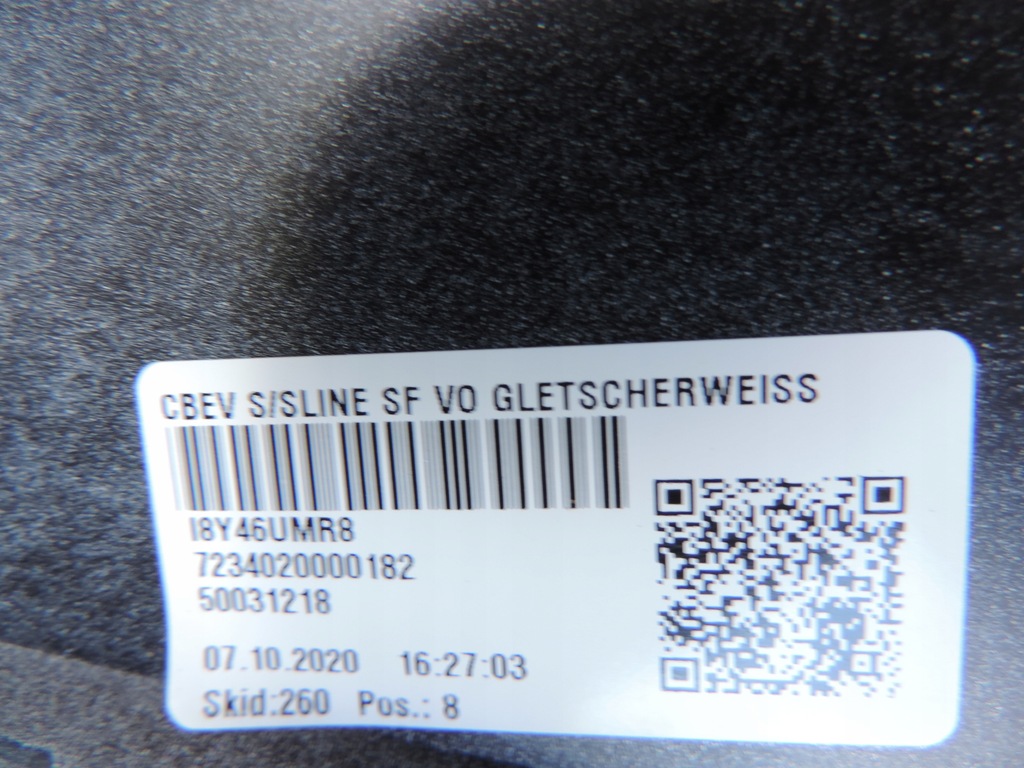 CBEV S/SLINE SF VO GLETSCHERWEISS
I8Y46UMR8
7234020000182
50031218
07.10.2020 16:27:03
Skid:260 Pos.: 8